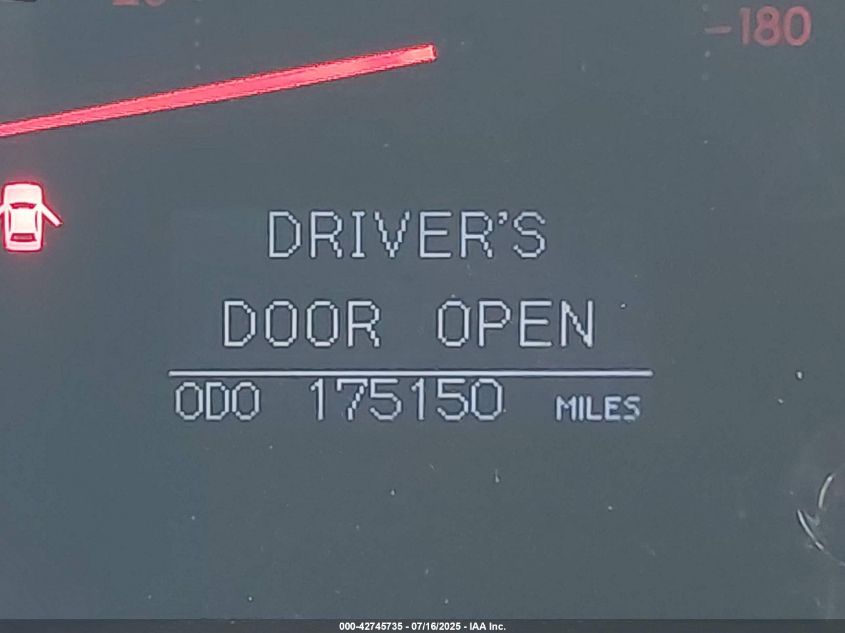 -180
DRIVER'S
DOOR OPEN
ODO 175150 MILES
000-42745735 - 07/16/2025 - IAA Inc.